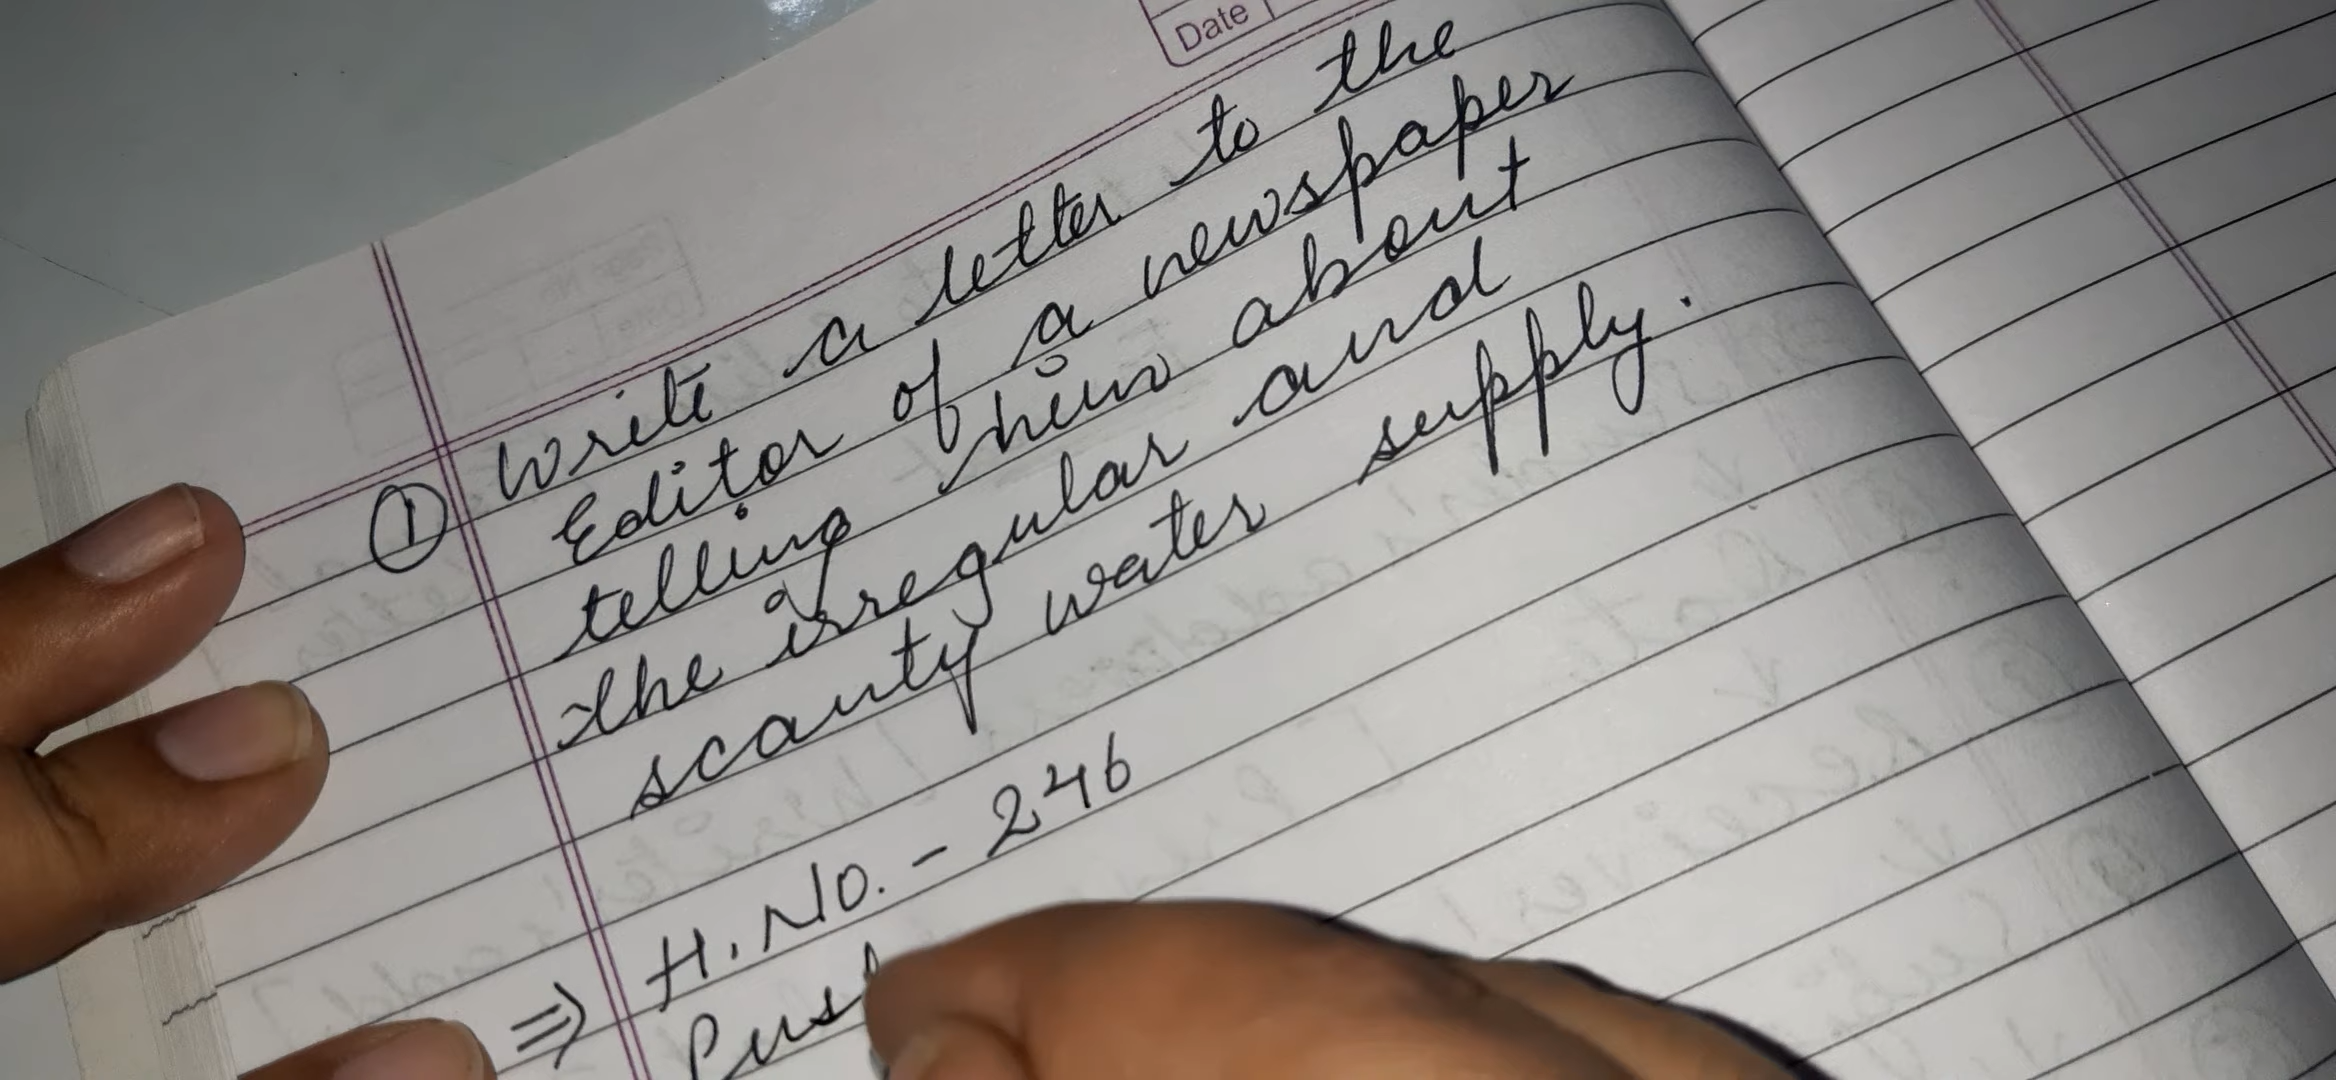 Date
① Write a letter to the
Editor of a newspaper
telling him about
the irregular and
scanty water supply.
⇒ H. No. - 246